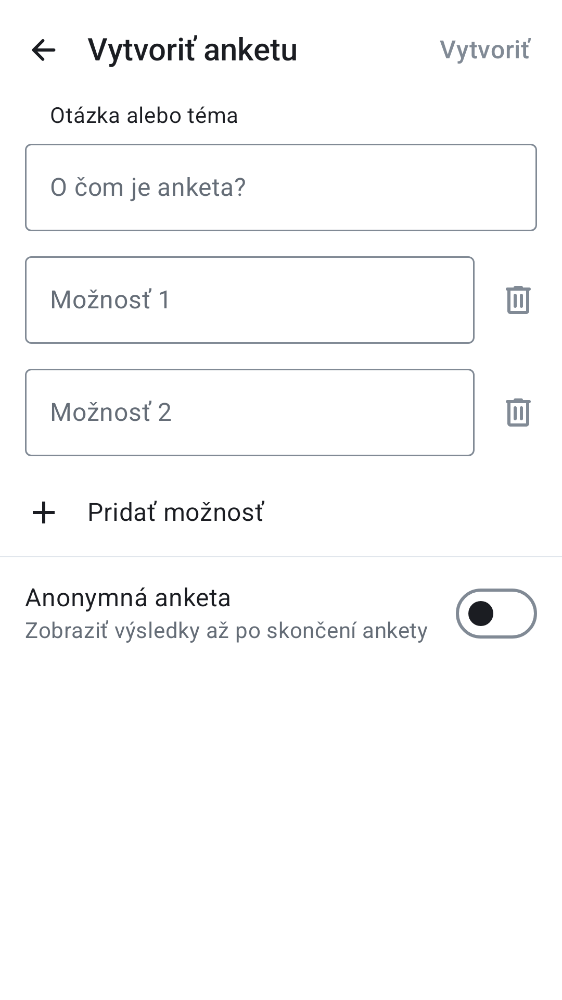 Vytvoriť anketu
Vytvoriť
Otázka alebo téma
O čom je anketa?
Možnosť 1
Možnosť 2
Pridať možnosť
Anonymná anketa
Zobraziť výsledky až po skončení ankety